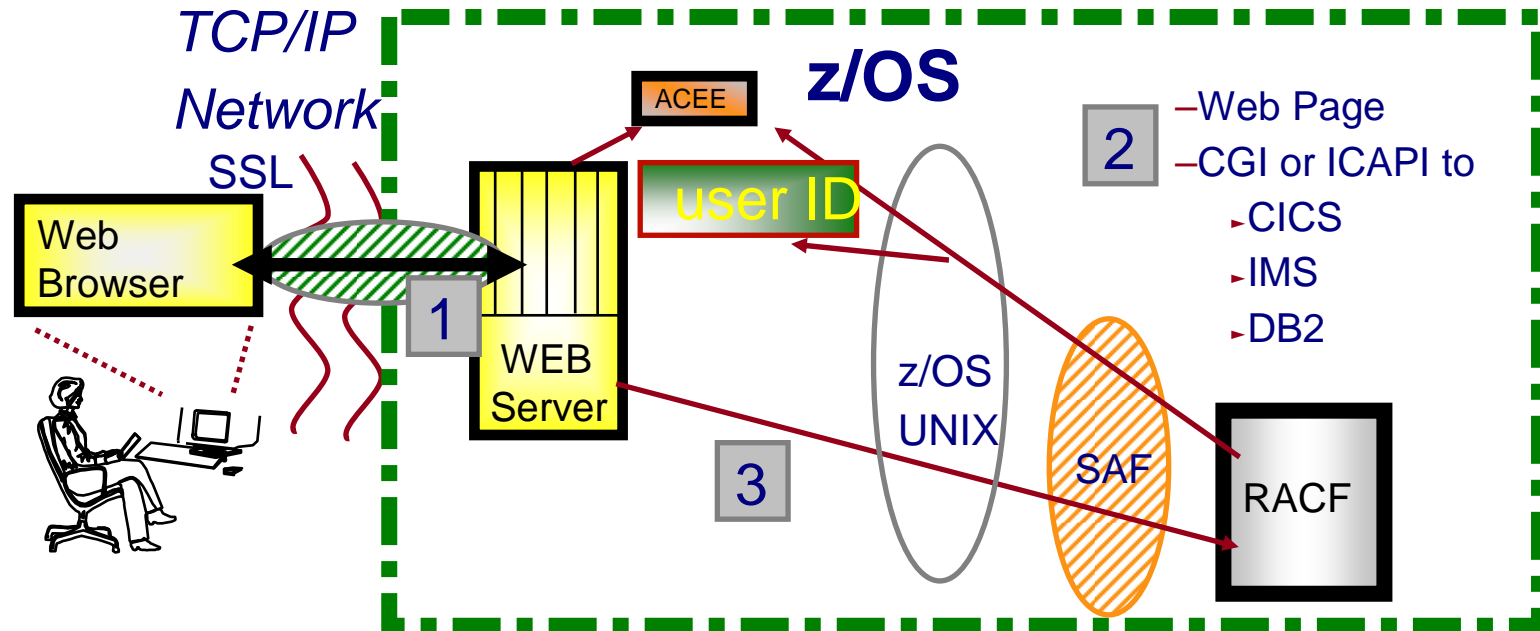 TCP/IP
Network
SSL
Web
Browser
1
WEB
Server
ACEE
z/OS
user ID
2
–Web Page
–CGI or ICAPI to
►CICS
►IMS
►DB2
z/OS
UNIX
3
SAF
RACF